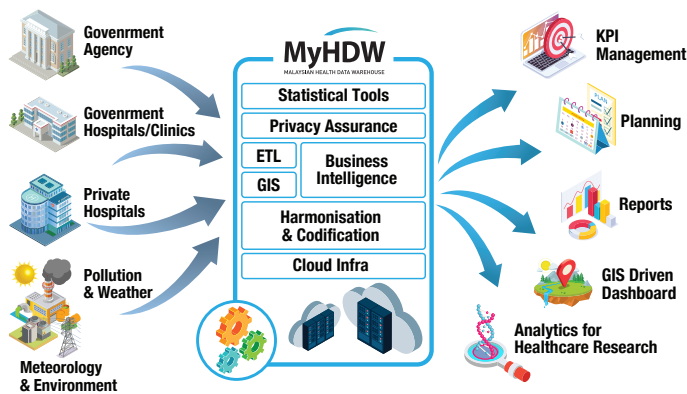 Govenrment
Agency
Govenrment
Hospitals/Clinics
Private
Hospitals
Pollution
& Weather
Meteorology
& Environment
MyHDW
MALAYSIAN HEALTH DATA WAREHOUSE
Statistical Tools
Privacy Assurance
ETL
GIS
Business
Intelligence
Harmonisation
& Codification
Cloud Infra
KPI
Management
PLAN
Planning
Reports
GIS Driven
Dashboard
Analytics for
Healthcare Research